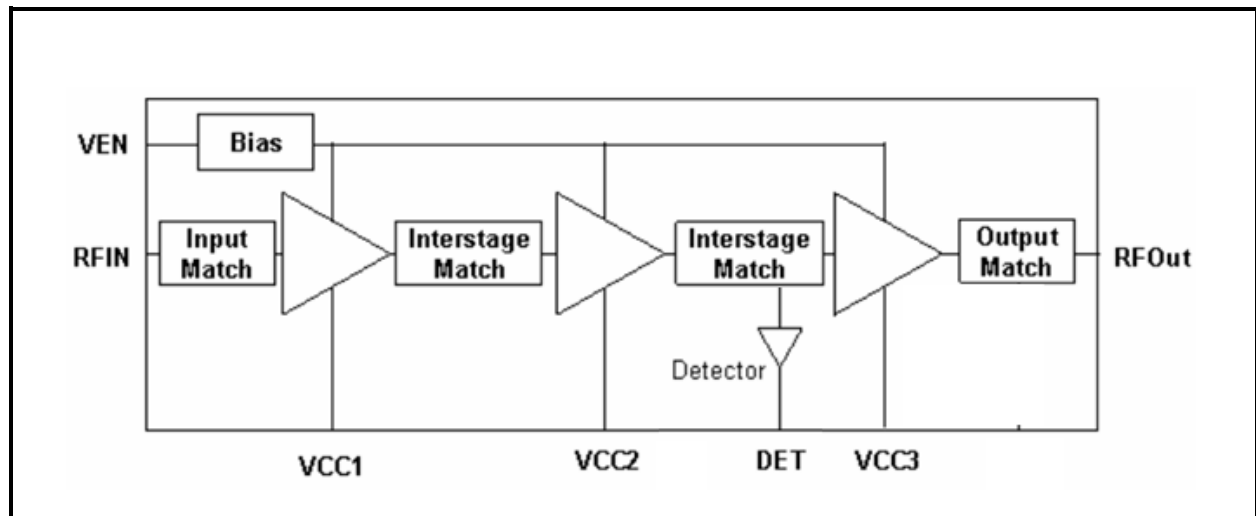 VEN
Bias
RFIN
Input
Match
Interstage
Match
Interstage
Match
Output
Match
RFOut
Detector
VCC1
VCC2
DET
VCC3